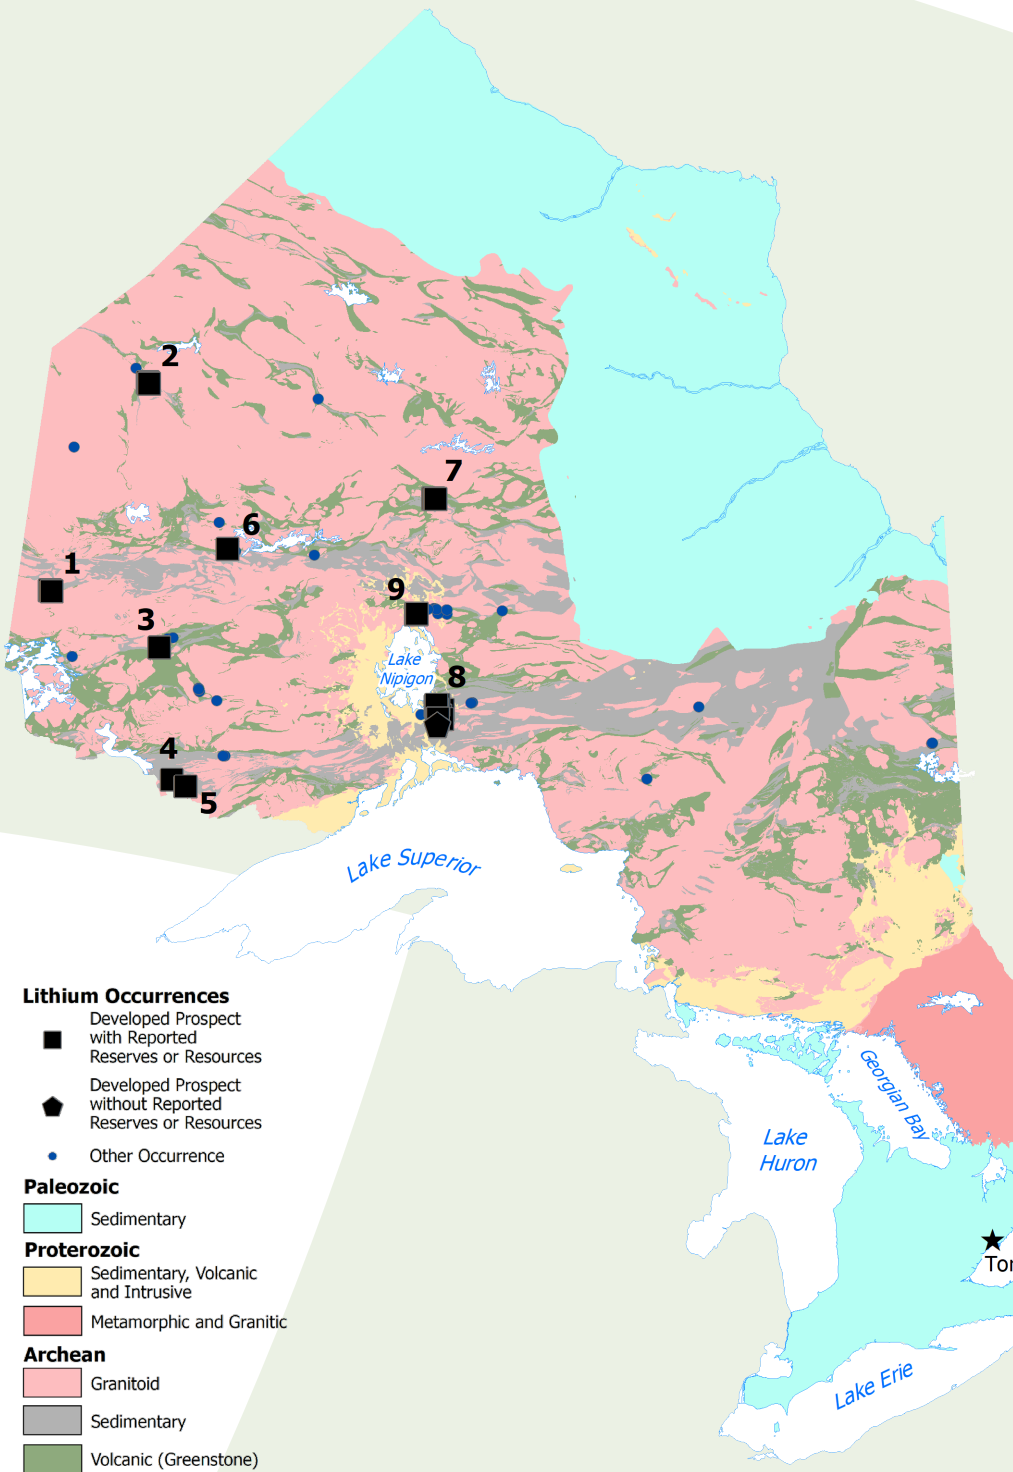 2
7
6
1
9
3
Lake
Nipigon
8
4
5
Lake Superior
Lithium Occurrences
Developed Prospect
with Reported
Reserves or Resources
Developed Prospect
without Reported
Reserves or Resources
Other Occurrence
Paleozoic
Sedimentary
Proterozoic
Sedimentary, Volcanic
and Intrusive
Metamorphic and Granitic
Archean
Granitoid
Sedimentary
Volcanic (Greenstone)
Georgian Bay
Lake
Huron
Tor
Lake Erie